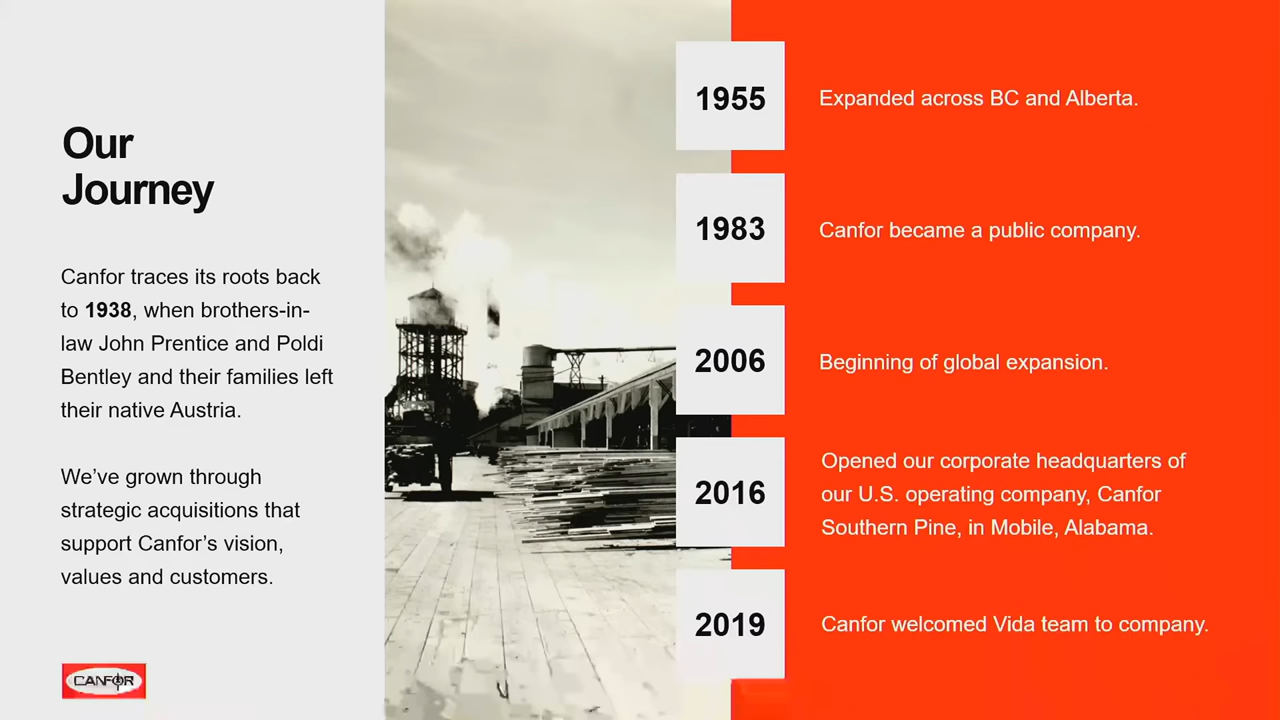 Our
Journey
Canfor traces its roots back
to 1938, when brothers-in-
law John Prentice and Poldi
Bentley and their families left
their native Austria.
We’ve grown through
strategic acquisitions that
support Canfor’s vision,
values and customers.
CANFOR
1955
Expanded across BC and Alberta.
1983
Canfor became a public company.
2006
Beginning of global expansion.
2016
Opened our corporate headquarters of
our U.S. operating company, Canfor
Southern Pine, in Mobile, Alabama.
2019
Canfor welcomed Vida team to company.